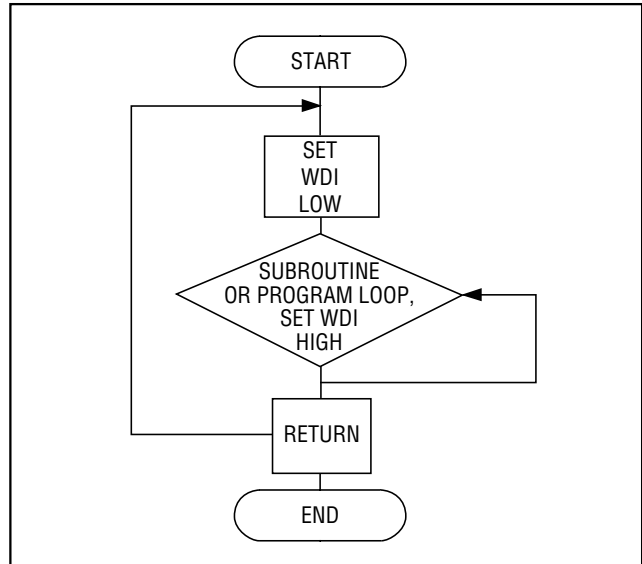 START
SET
WDI
LOW
SUBROUTINE
OR PROGRAM LOOP,
SET WDI
HIGH
RETURN
END